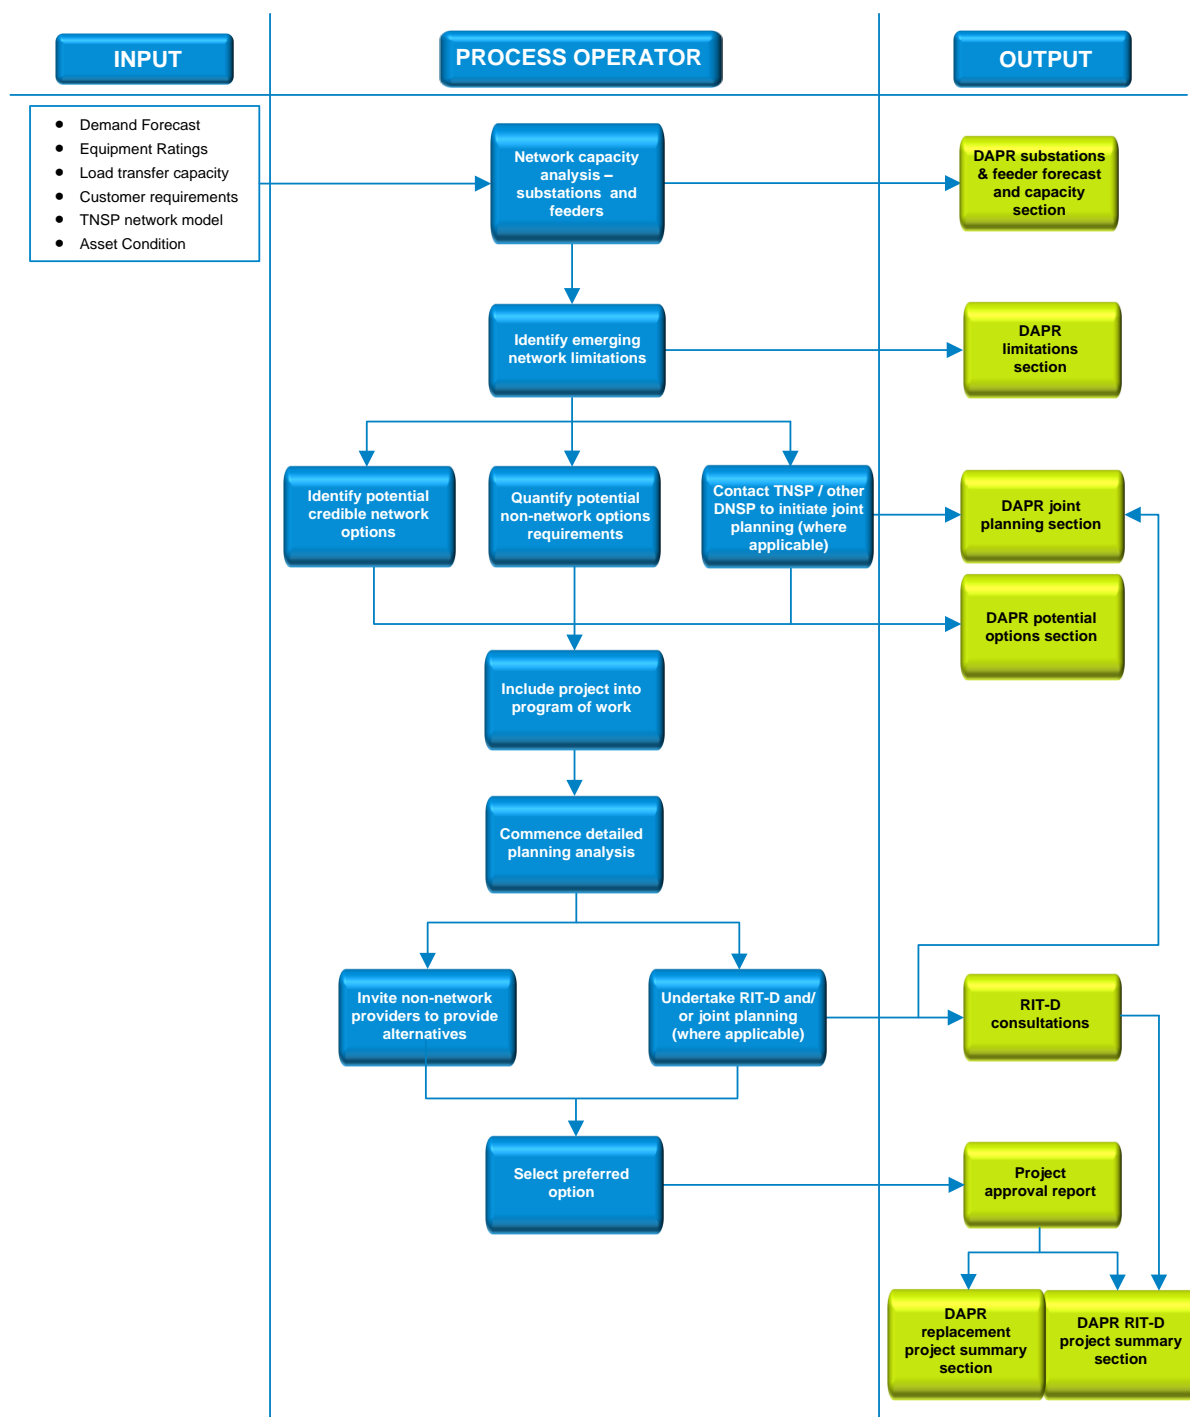 INPUT
PROCESS OPERATOR
OUTPUT
• Demand Forecast
• Equipment Ratings
• Load transfer capacity
• Customer requirements
• TNSP network model
• Asset Condition
Network capacity
analysis –
substations and
feeders
DAPR substations
& feeder forecast
and capacity
section
Identify emerging
network limitations
DAPR
limitations
section
Identify potential
credible network
options
Quantify potential
non-network options
requirements
Contact TNSP / other
DNSP to initiate joint
planning (where
applicable)
DAPR joint
planning section
DAPR potential
options section
Include project into
program of work
Commence detailed
planning analysis
Invite non-network
providers to provide
alternatives
Undertake RIT-D and/
or joint planning
(where applicable)
RIT-D
consultations
Select preferred
option
Project
approval report
DAPR
replacement
project summary
section
DAPR RIT-D
project summary
section